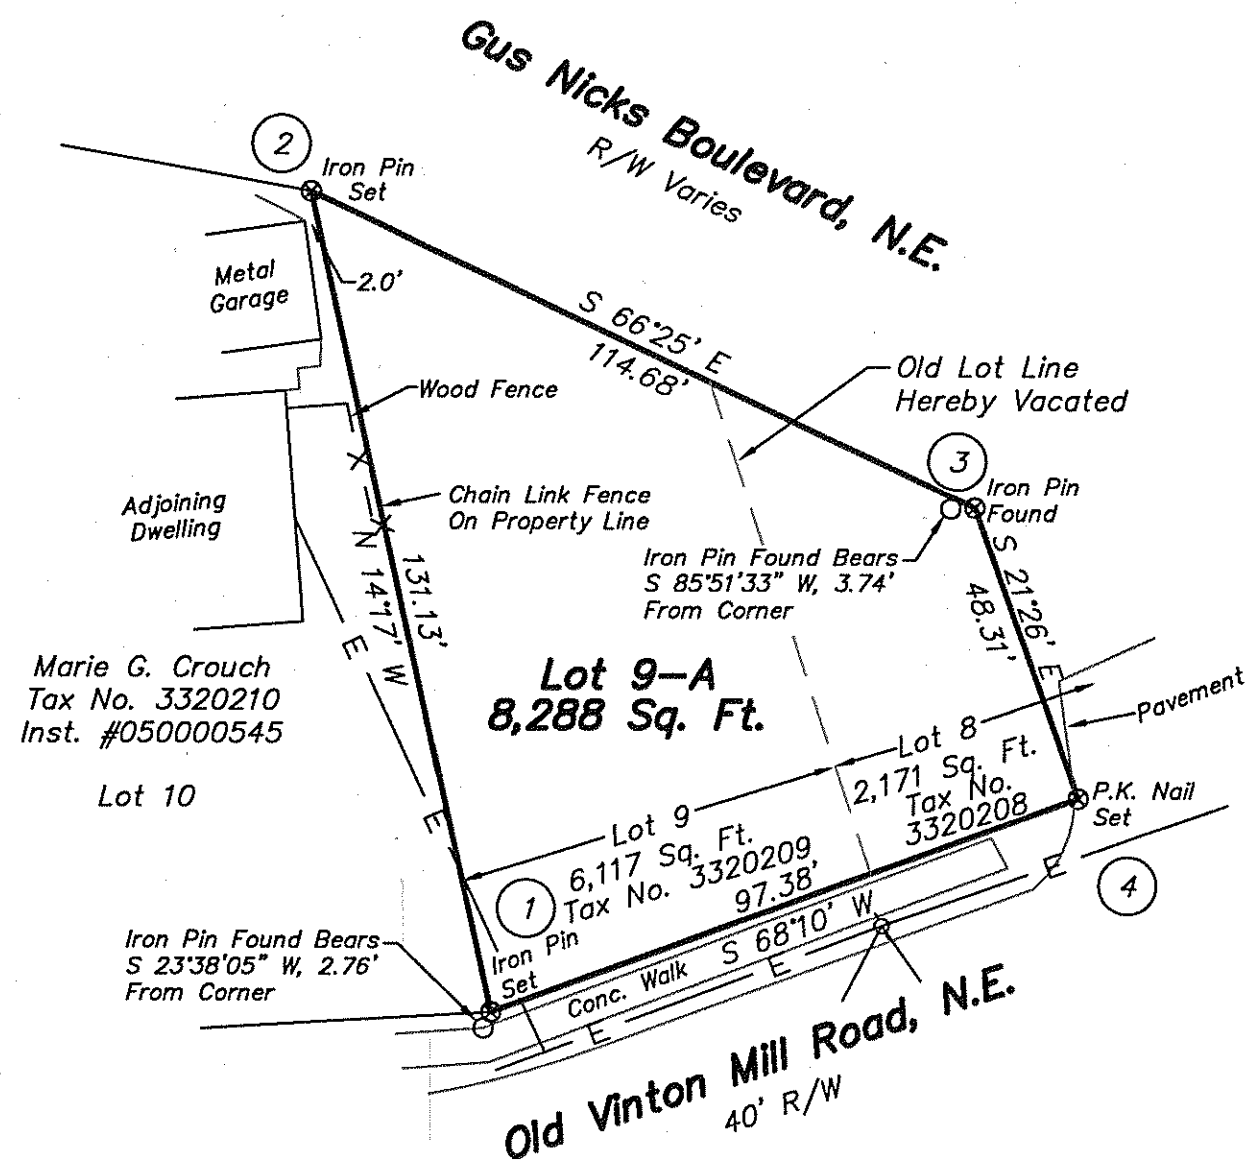 Gus Nicks Boulevard, N.E.
R/W Varies
2
Iron Pin
Set
Metal
Garage
2.0'
S 66°25' E
114.68'
Old Lot Line
Hereby Vacated
Wood Fence
3
Iron Pin
Found
Adjoining
Dwelling
X
X
Chain Link Fence
On Property Line
N 14°17' W
131.13'
Iron Pin Found Bears
S 85°51'33" W, 3.74'
From Corner
S 21°26' E
48.31'
E
Marie G. Crouch
Tax No. 3320210
Inst. #050000545
Lot 10
Lot 9-A
8,288 Sq. Ft.
Pavement
Lot 8
2,171 Sq. Ft.
Tax No.
3320208
P.K. Nail
Set
E
Lot 9
6,117 Sq. Ft.
Tax No. 3320209
97.38'
S 68°10' W
1
4
Iron Pin
Set
Iron Pin Found Bears
S 23°38'05" W, 2.76'
From Corner
Conc. Walk
E
E
E
Old Vinton Mill Road, N.E.
40' R/W